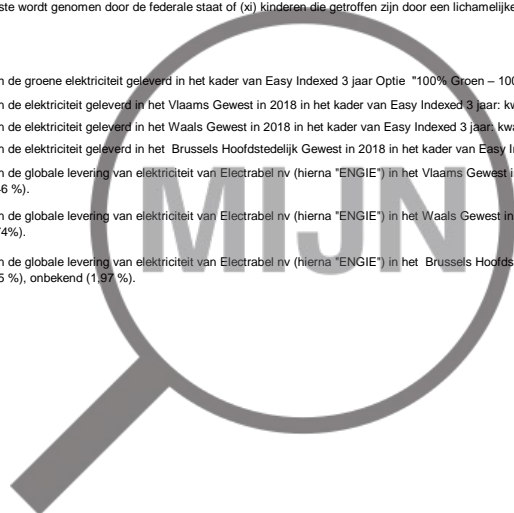 ste wordt genomen door de federale staat of (xi) kinderen die getroffen zijn door een lichamelijke
n de groene elektriciteit geleverd in het kader van Easy Indexed 3 jaar Optie "100% Groen – 100
n de elektriciteit geleverd in het Vlaams Gewest in 2018 in het kader van Easy Indexed 3 jaar: kw
n de elektriciteit geleverd in het Waals Gewest in 2018 in het kader van Easy Indexed 3 jaar: kwa
n de elektriciteit geleverd in het Brussels Hoofdstedelijk Gewest in 2018 in het kader van Easy In
n de globale levering van elektriciteit van Electrabel nv (hierna "ENGIE") in het Vlaams Gewest i
6 %).
n de globale levering van elektriciteit van Electrabel nv (hierna "ENGIE") in het Waals Gewest in
4%).
n de globale levering van elektriciteit van Electrabel nv (hierna "ENGIE") in het Brussels Hoofds
5 %), onbekend (1,97 %).
MIJN